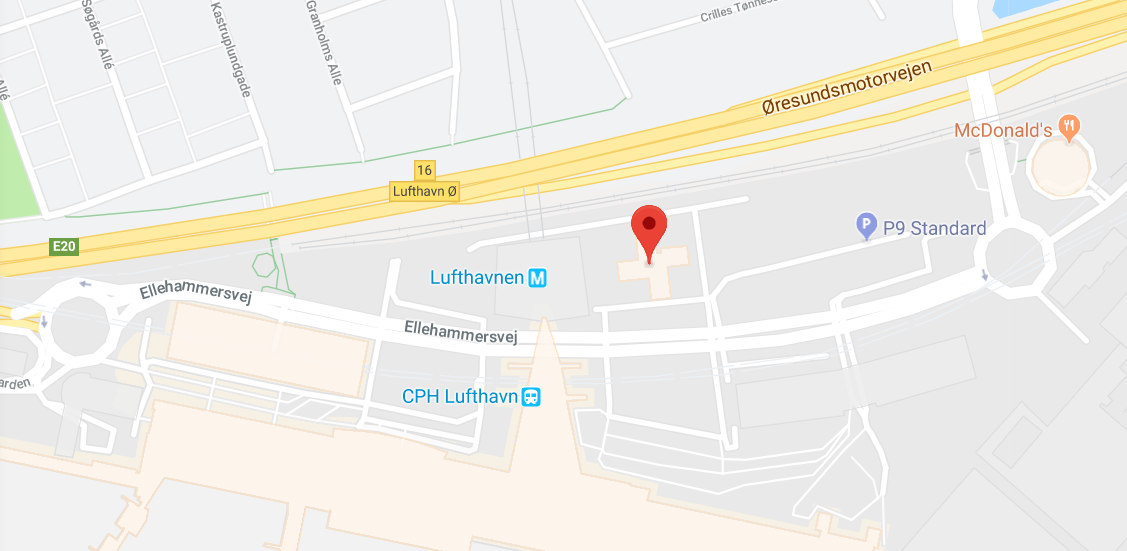 Søgårds Allé
Kastruplundgade
Granholms Alle
Crilles Tønnes
Allé
Øresundsmotorvejen
McDonald's
16
Lufthavn Ø
P
P9 Standard
E20
Lufthavnen M
Ellehammersvej
Ellehammersvej
arden
CPH Lufthavn